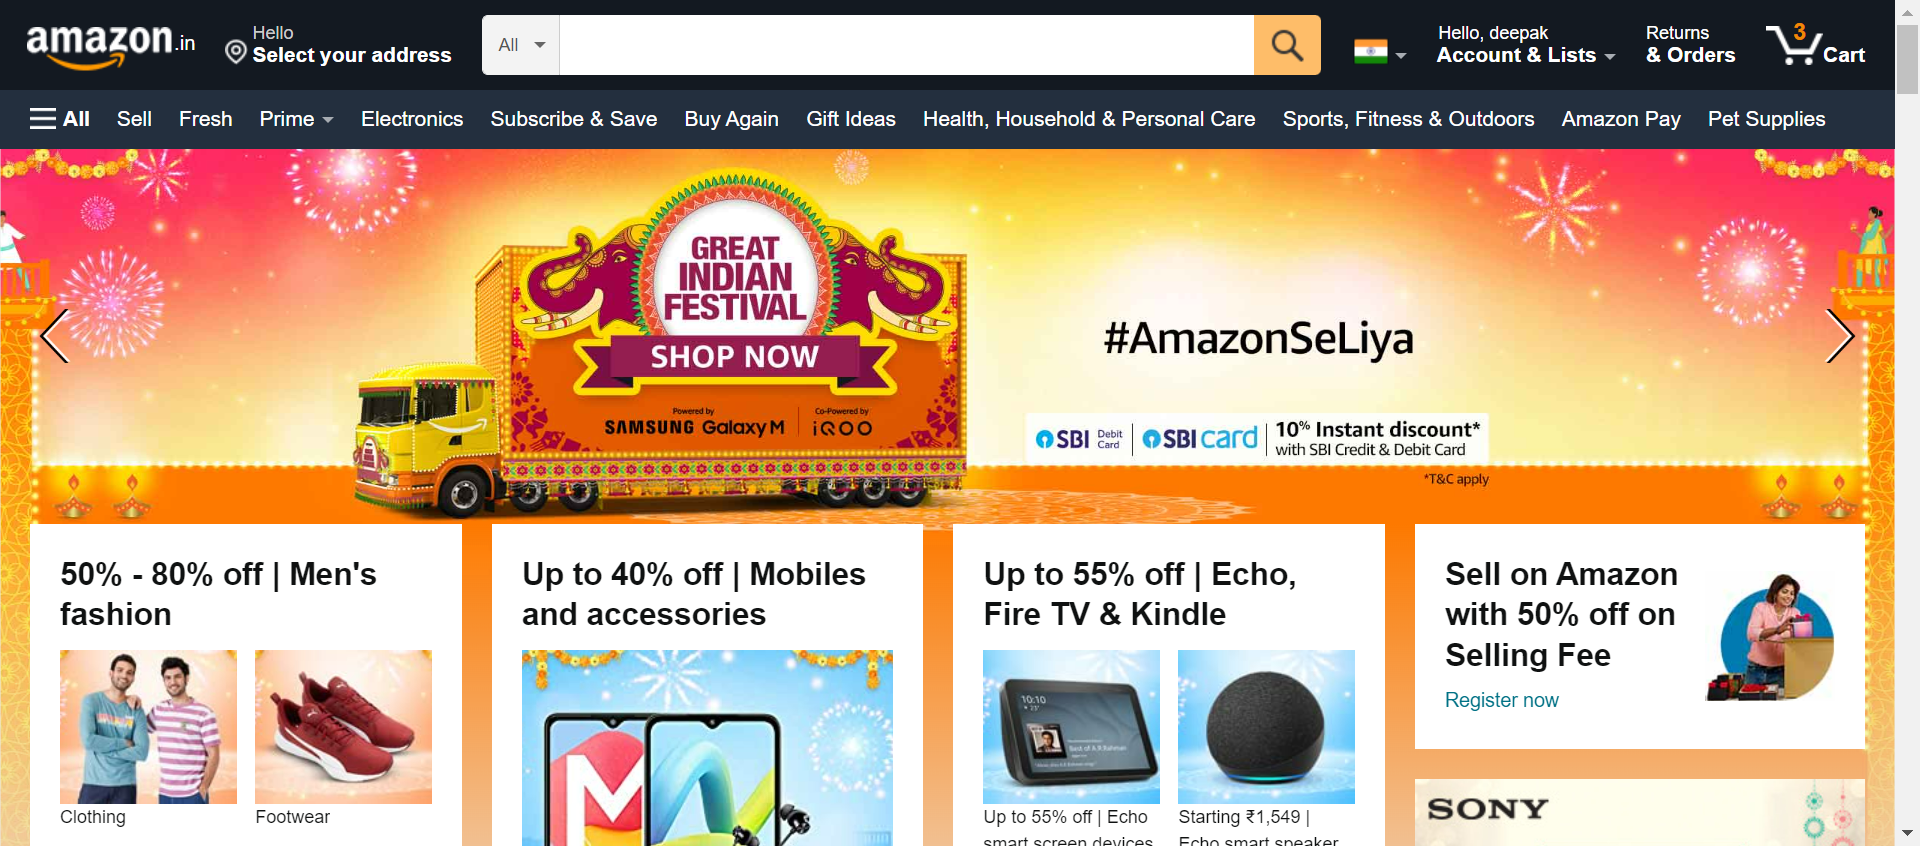 amazon.in
Hello
Select your address
All
Hello, deepak
Account & Lists
Returns
& Orders
3
Cart
All
Sell
Fresh
Prime
Electronics
Subscribe & Save
Buy Again
Gift Ideas
Health, Household & Personal Care
Sports, Fitness & Outdoors
Amazon Pay
Pet Supplies
GREAT
INDIAN
FESTIVAL
SHOP NOW
Powered by
SAMSUNG Galaxy M
Co-Powered by
iQOO
#AmazonSeLiya
SBI Debit Card
SBI card
10% Instant discount*
with SBI Credit & Debit Card
*T&C apply
50% - 80% off | Men's
fashion
Clothing
Footwear
Up to 40% off | Mobiles
and accessories
Up to 55% off | Echo,
Fire TV & Kindle
10:10
Best of A.R.Rahman
Up to 55% off | Echo
smart screen devices
Starting ₹1,549 |
Echo smart speaker
Sell on Amazon
with 50% off on
Selling Fee
Register now
SONY